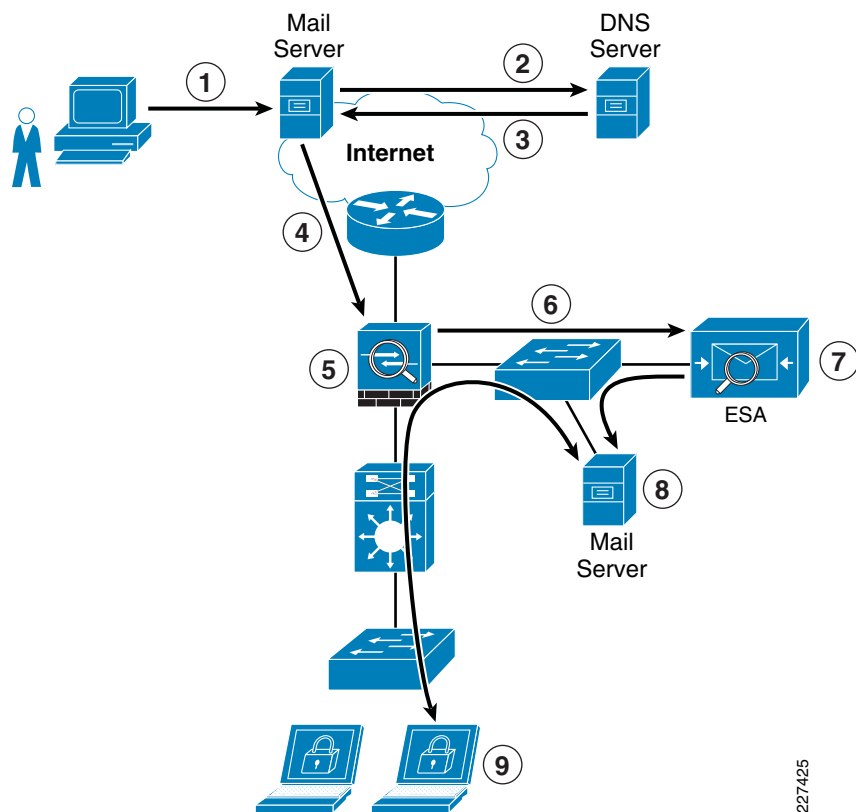 Mail
Server
DNS
Server
1
2
3
Internet
4
5
6
7
ESA
8
Mail
Server
9
227425